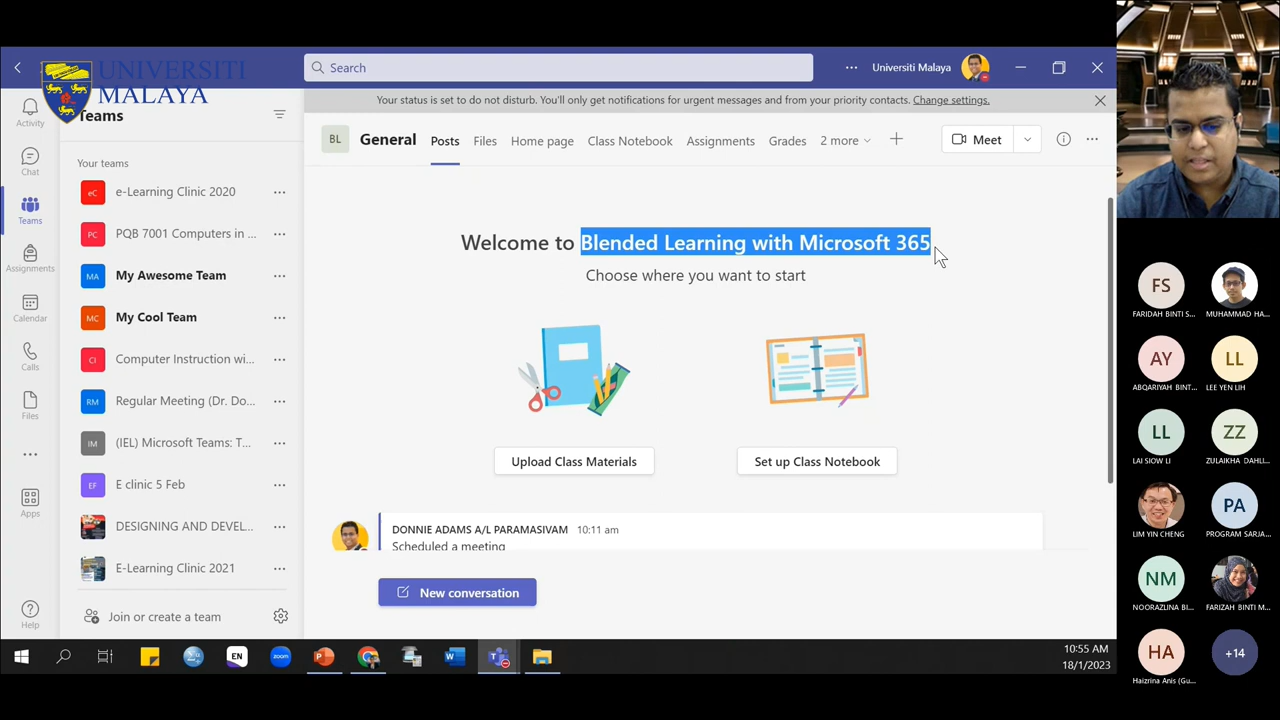 UNIVERSITI
MALAYA
Search
Universiti Malaya
Your status is set to do not disturb. You'll only get notifications for urgent messages and from your priority contacts. Change settings.
Activity
Chat
Teams
Assignments
Calendar
Calls
Files
Apps
Help
Teams
Your teams
eC e-Learning Clinic 2020
PC PQB 7001 Computers in ...
MA My Awesome Team
MC My Cool Team
CI Computer Instruction wi...
RM Regular Meeting (Dr. Do...
IM (IEL) Microsoft Teams: T...
EF E clinic 5 Feb
DESIGNING AND DEVEL...
E-Learning Clinic 2021
Join or create a team
BL General Posts Files Home page Class Notebook Assignments Grades 2 more
Meet
Welcome to Blended Learning with Microsoft 365
Choose where you want to start
Upload Class Materials
Set up Class Notebook
DONNIE ADAMS A/L PARAMASIVAM 10:11 am
Scheduled a meeting
New conversation
EN
zoom
10:55 AM
18/1/2023
FS
FARIDAH BINTI S...
MUHAMMAD HA...
AY
LL
ABQARIYAH BINT...
LEE YEN LIH
LL
ZZ
LAI SIOW LI
ZULAIKHA DAHLI...
PA
LIM YIN CHENG
PROGRAM SARJA...
NM
NOORAZLINA BI...
FARIZAH BINTI M...
HA
+14
Haizrina Anis (Gu...